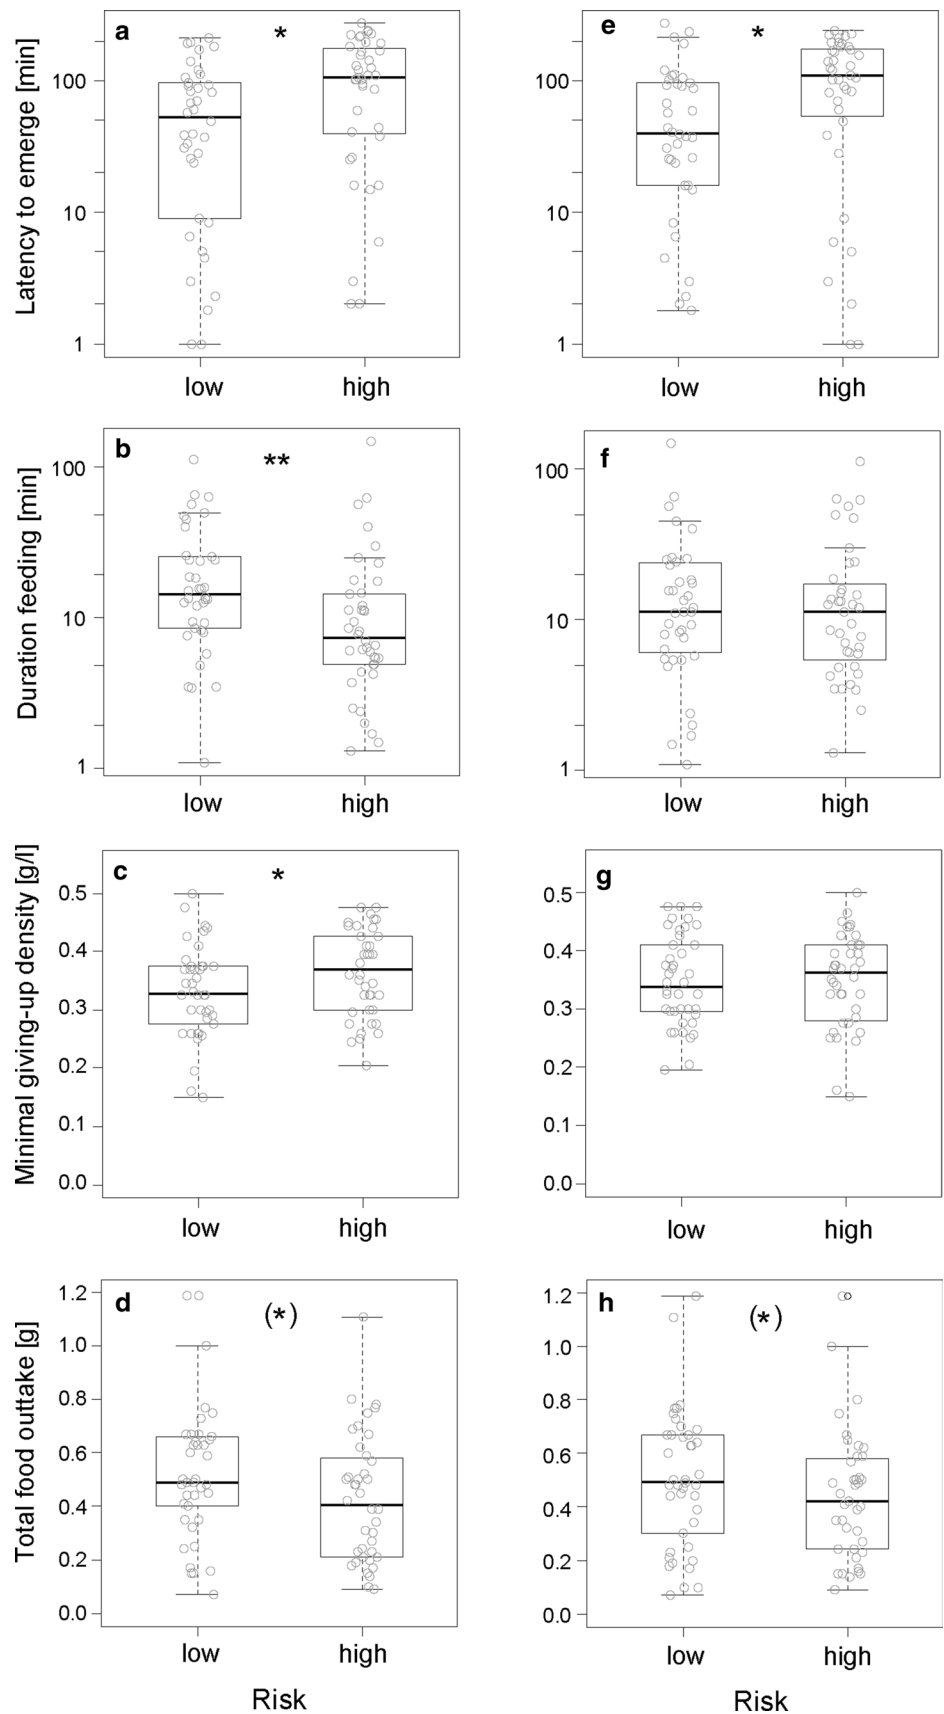 a
*
Latency to emerge [min]
100
10
1
low
high
e
*
100
10
1
low
high
b
**
Duration feeding [min]
100
10
1
low
high
f
100
10
1
low
high
c
*
Minimal giving-up density [g/l]
0.5
0.4
0.3
0.2
0.1
0.0
low
high
g
0.5
0.4
0.3
0.2
0.1
0.0
low
high
d
(*)
Total food outtake [g]
1.2
1.0
0.8
0.6
0.4
0.2
0.0
low
high
Risk
h
(*)
1.2
1.0
0.8
0.6
0.4
0.2
0.0
low
high
Risk